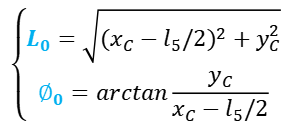 L₀ = √((x_C − l₅/2)² + y_C²)
∅₀ = arctan y_C / (x_C − l₅/2)